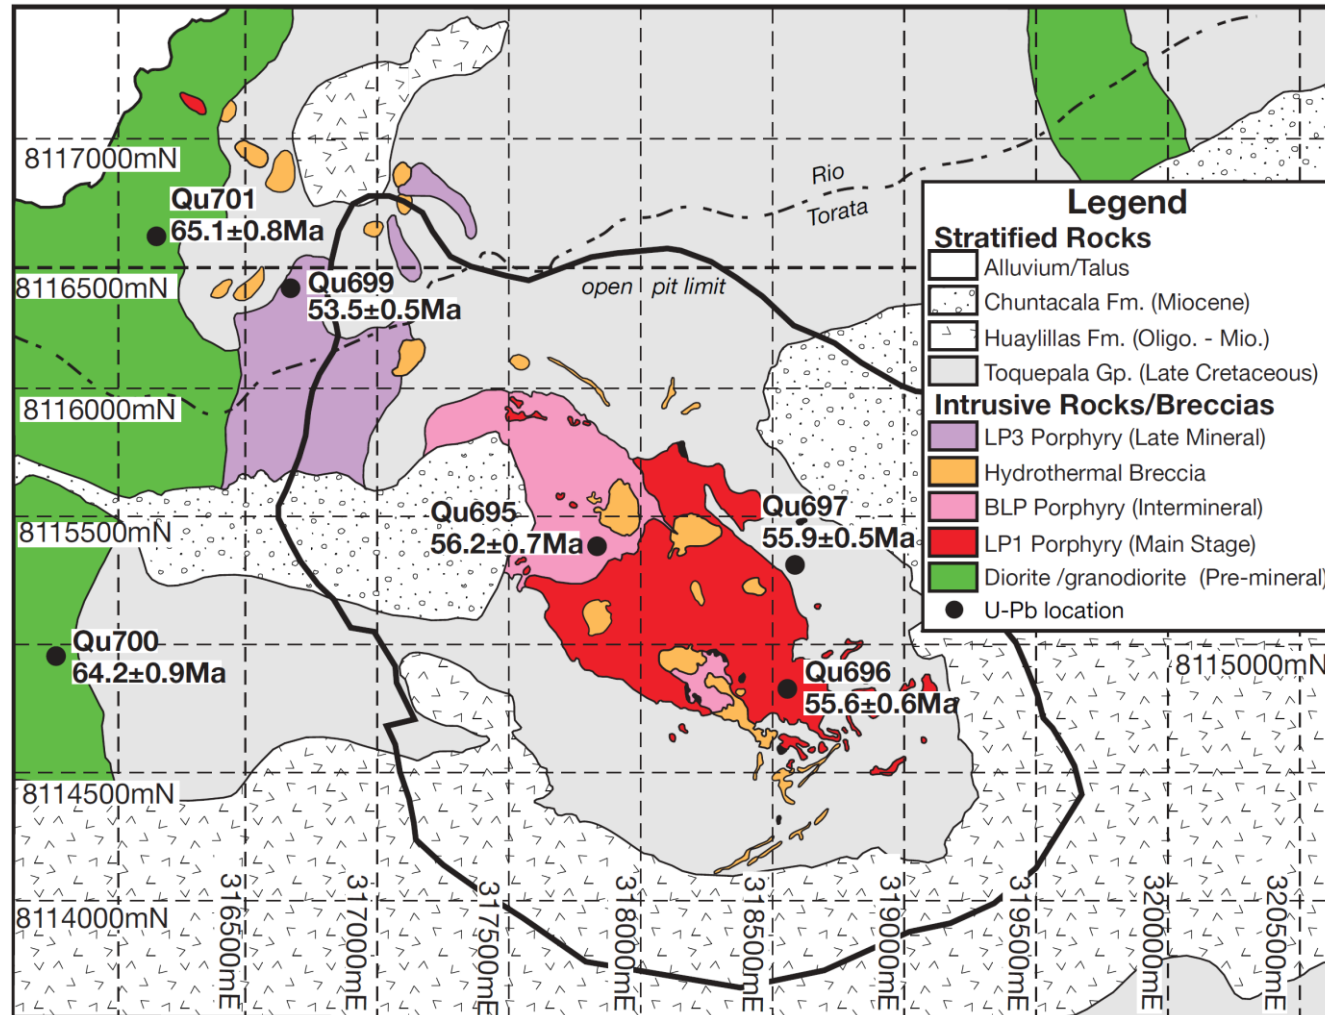 8117000mN
Qu701
65.1±0.8Ma
Rio
Torata
8116500mN
Qu699
53.5±0.5Ma
open pit limit
8116000mN
Legend
Stratified Rocks
Alluvium/Talus
Chuntacala Fm. (Miocene)
Huaylillas Fm. (Oligo. - Mio.)
Toquepala Gp. (Late Cretaceous)
Intrusive Rocks/Breccias
LP3 Porphyry (Late Mineral)
Hydrothermal Breccia
BLP Porphyry (Intermineral)
LP1 Porphyry (Main Stage)
Diorite /granodiorite (Pre-mineral)
U-Pb location
8115500mN
Qu695
56.2±0.7Ma
Qu697
55.9±0.5Ma
Qu700
64.2±0.9Ma
8115000mN
Qu696
55.6±0.6Ma
8114500mN
8114000mN
316500mE
317000mE
317500mE
318000mE
318500mE
319000mE
319500mE
320000mE
320500mE